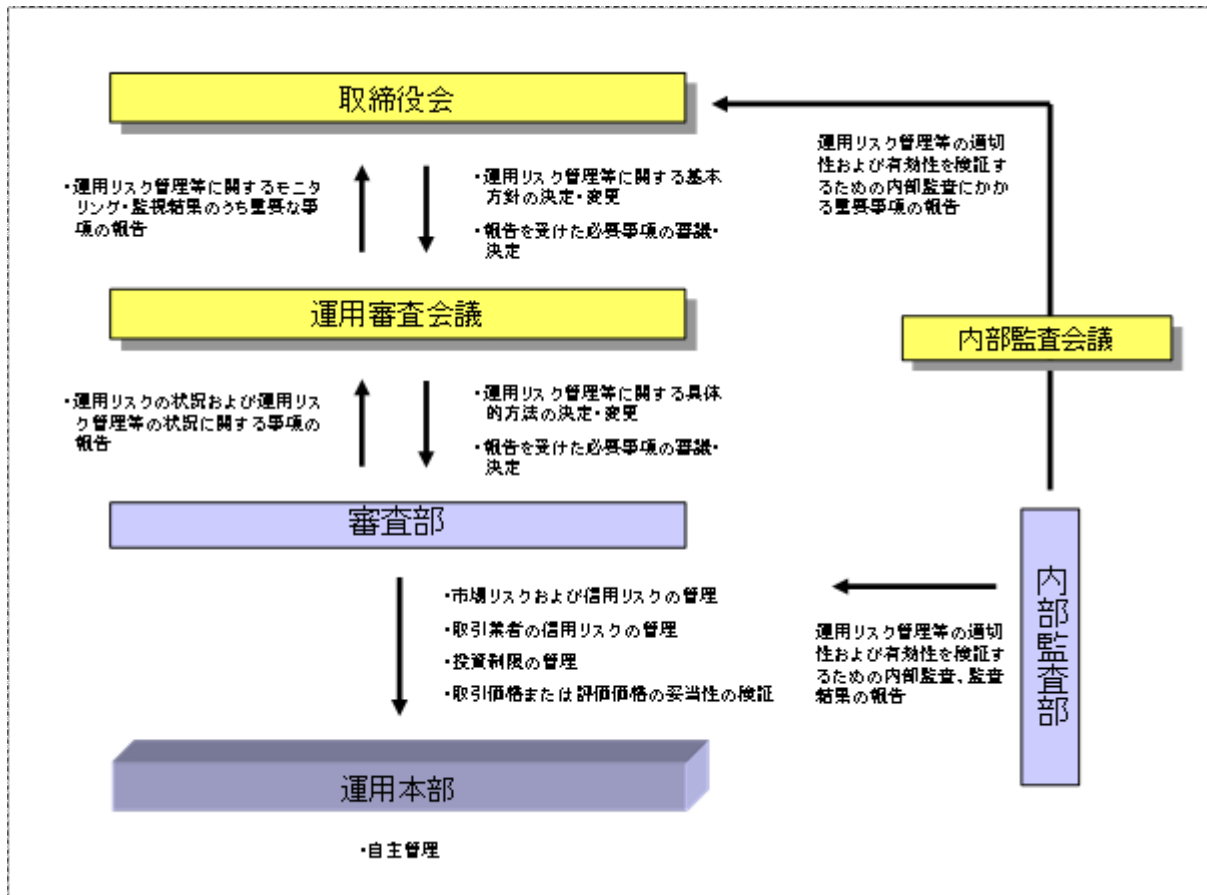 取締役会
・運用リスク管理等に関するモニタ
リング・監視結果のうち重要な事
項の報告
・運用リスク管理等に関する基本
方針の決定・変更
・報告を受けた必要事項の審議・
決定
運用リスク管理等の適切
性および有効性を検証す
るための内部監査にかか
る重要事項の報告
運用審査会議
内部監査会議
・運用リスクの状況および運用リス
ク管理等の状況に関する事項の
報告
・運用リスク管理等に関する具体
的方法の決定・変更
・報告を受けた必要事項の審議・
決定
審査部
・市場リスクおよび信用リスクの管理
・取引業者の信用リスクの管理
・投資制限の管理
・取引価格または評価価格の妥当性の検証
運用リスク管理等の適切
性および有効性を検証す
るための内部監査、監査
結果の報告
内部監査部
運用本部
・自主管理